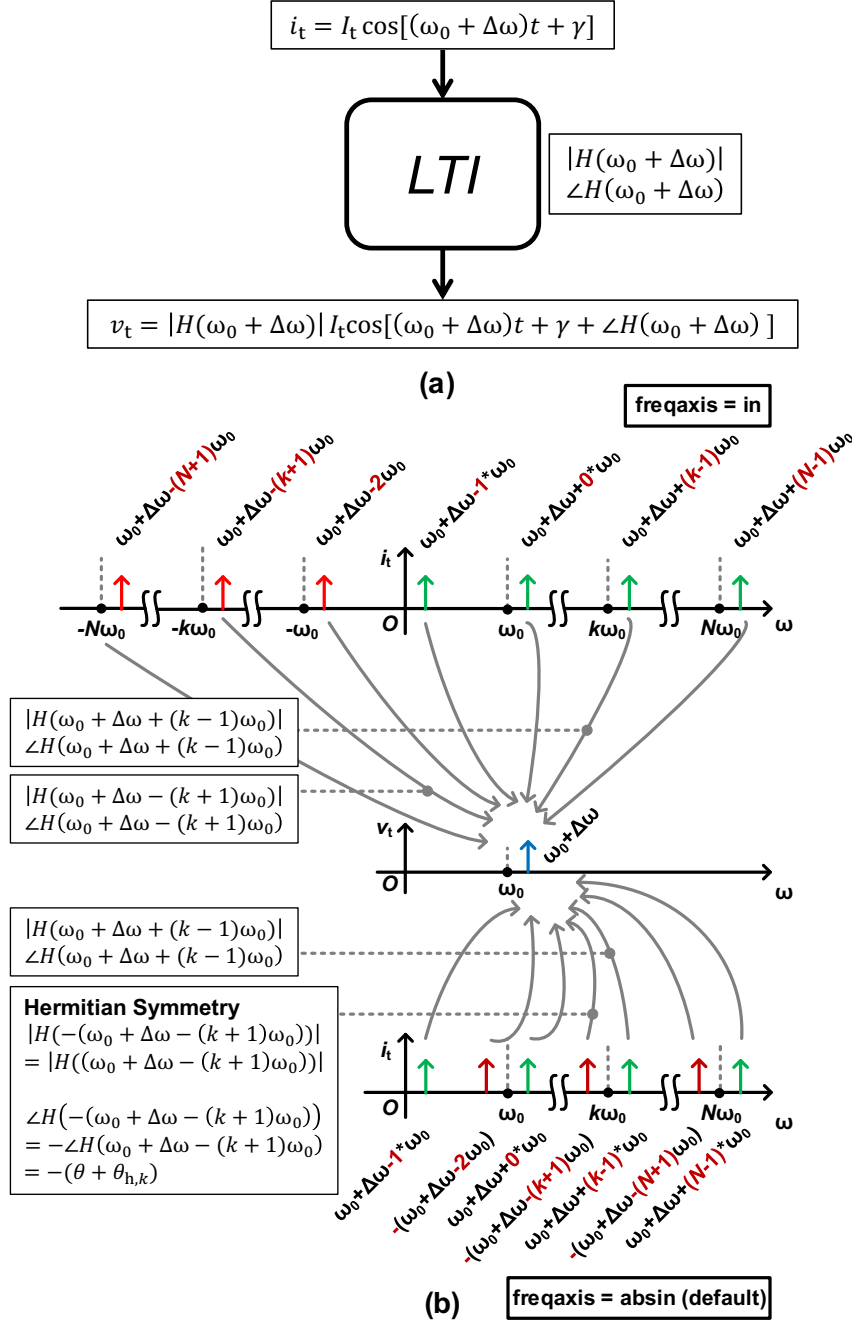 i_t = I_t cos[(ω₀ + Δω)t + γ]
LTI
|H(ω₀ + Δω)|
∠H(ω₀ + Δω)
v_t = |H(ω₀ + Δω)| I_t cos[(ω₀ + Δω)t + γ + ∠H(ω₀ + Δω) ]
(a)
freqaxis = in
ω₀+Δω-(N+1)ω₀
ω₀+Δω-(k+1)ω₀
ω₀+Δω-2ω₀
ω₀+Δω-1*ω₀
ω₀+Δω+0*ω₀
ω₀+Δω+(k-1)ω₀
ω₀+Δω+(N-1)ω₀
i_t
-Nω₀
-kω₀
-ω₀
O
ω₀
kω₀
Nω₀
ω
|H(ω₀ + Δω + (k − 1)ω₀)|
∠H(ω₀ + Δω + (k − 1)ω₀)
|H(ω₀ + Δω − (k + 1)ω₀)|
∠H(ω₀ + Δω − (k + 1)ω₀)
v_t
ω₀+Δω
O
ω₀
ω
|H(ω₀ + Δω + (k − 1)ω₀)|
∠H(ω₀ + Δω + (k − 1)ω₀)
Hermitian Symmetry
|H(−(ω₀ + Δω − (k + 1)ω₀))|
= |H((ω₀ + Δω − (k + 1)ω₀))|
∠H(−(ω₀ + Δω − (k + 1)ω₀))
= −∠H(ω₀ + Δω − (k + 1)ω₀)
= −(θ + θ_h,k)
i_t
O
ω₀
kω₀
Nω₀
ω
ω₀+Δω-1*ω₀
-(ω₀+Δω-2ω₀)
ω₀+Δω+0*ω₀
-(ω₀+Δω-(k+1)ω₀)
ω₀+Δω+(k-1)*ω₀
-(ω₀+Δω-(N+1)ω₀)
ω₀+Δω+(N-1)*ω₀
(b)
freqaxis = absin (default)